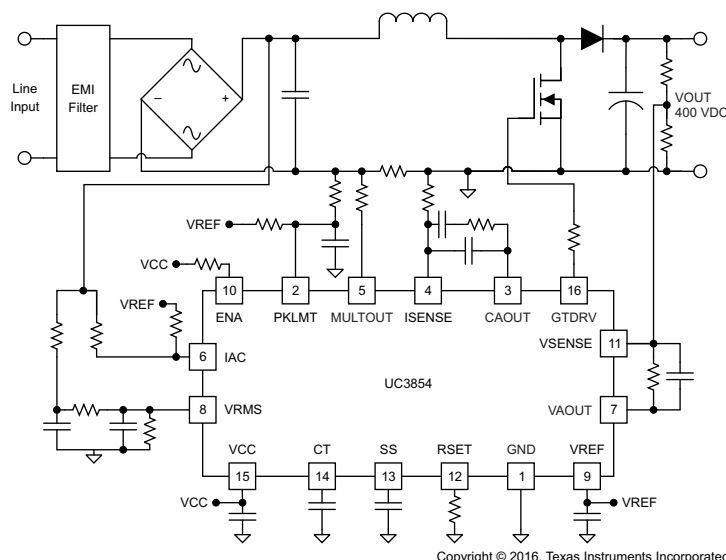 Line
Input
EMI
Filter
–
+
VOUT
400 VDC
VREF
VCC
VREF
10
2
5
4
3
16
ENA
PKLMT
MULTOUT
ISENSE
CAOUT
GTDRV
VSENSE
11
6
IAC
UC3854
8
VRMS
VAOUT
7
VCC
CT
SS
RSET
GND
VREF
15
14
13
12
1
9
VCC
VREF
Copyright © 2016, Texas Instruments Incorporated